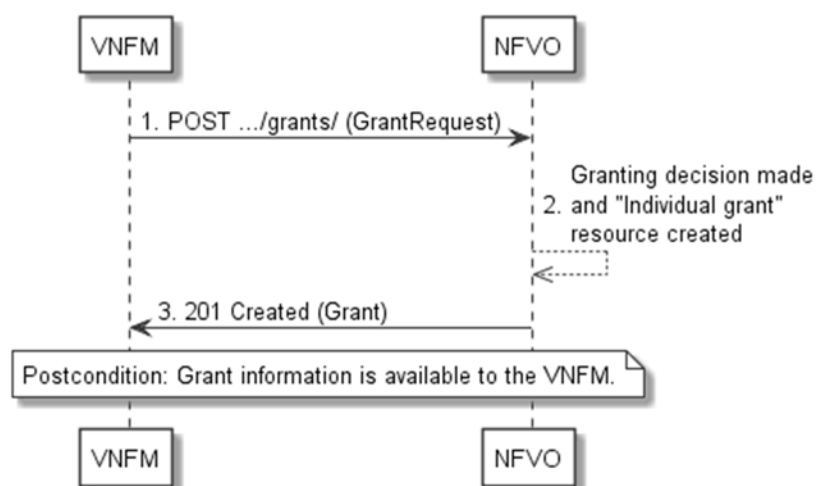 VNFM
NFVO
1. POST .../grants/ (GrantRequest)
Granting decision made
2. and "Individual grant"
resource created
3. 201 Created (Grant)
Postcondition: Grant information is available to the VNFM.
VNFM
NFVO